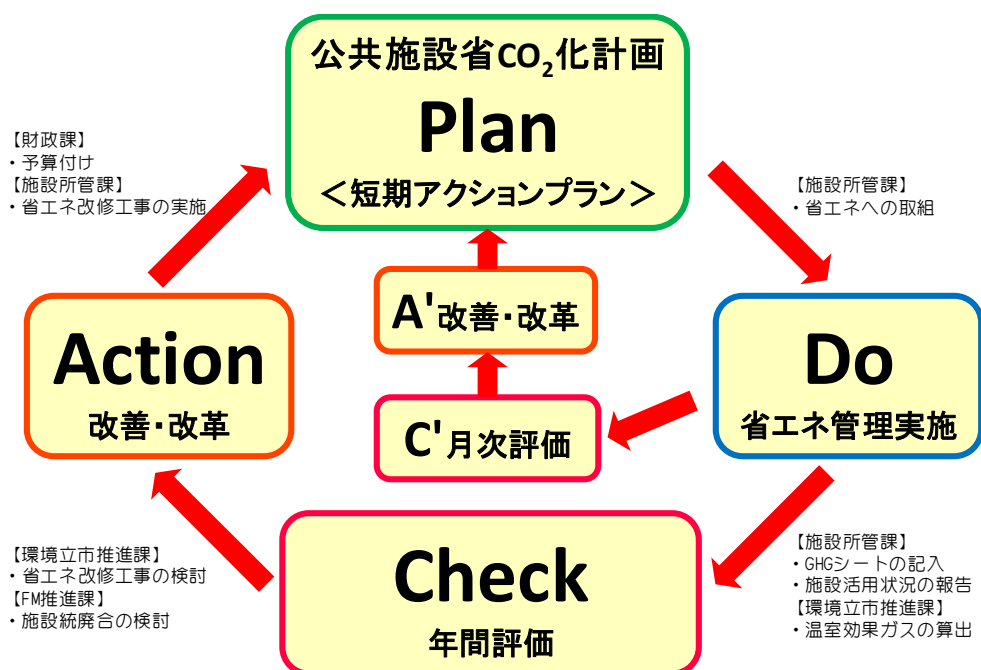 公共施設省CO₂化計画
Plan
＜短期アクションプラン＞
【財政課】
・予算付け
【施設所管課】
・省エネ改修工事の実施
【施設所管課】
・省エネへの取組
A'改善・改革
Action
改善・改革
Do
省エネ管理実施
C'月次評価
【環境立市推進課】
・省エネ改修工事の検討
【FM推進課】
・施設統廃合の検討
Check
年間評価
【施設所管課】
・GHGシートの記入
・施設活用状況の報告
【環境立市推進課】
・温室効果ガスの算出